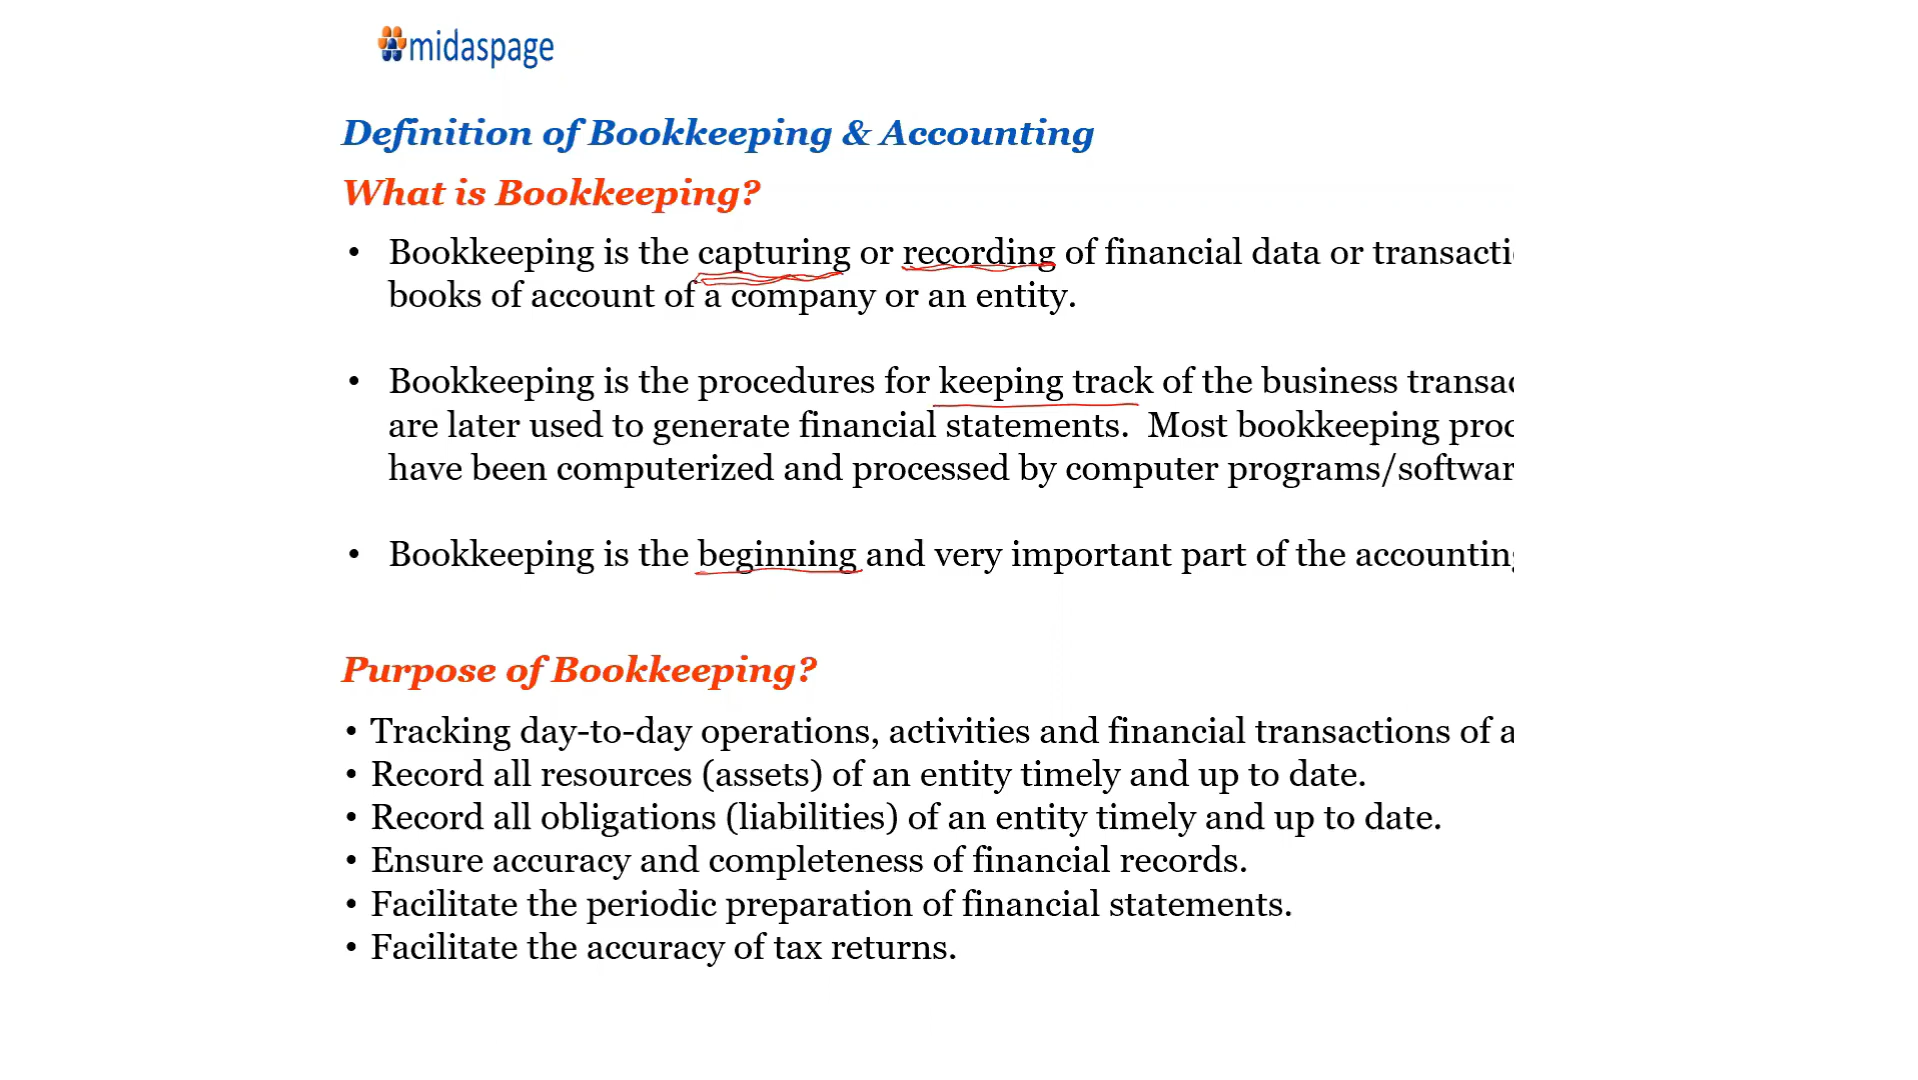 midaspage
Definition of Bookkeeping & Accounting
What is Bookkeeping?
• Bookkeeping is the capturing or recording of financial data or transacti
books of account of a company or an entity.
• Bookkeeping is the procedures for keeping track of the business transac
are later used to generate financial statements. Most bookkeeping proc
have been computerized and processed by computer programs/softwar
• Bookkeeping is the beginning and very important part of the accounting
Purpose of Bookkeeping?
• Tracking day-to-day operations, activities and financial transactions of a
• Record all resources (assets) of an entity timely and up to date.
• Record all obligations (liabilities) of an entity timely and up to date.
• Ensure accuracy and completeness of financial records.
• Facilitate the periodic preparation of financial statements.
• Facilitate the accuracy of tax returns.